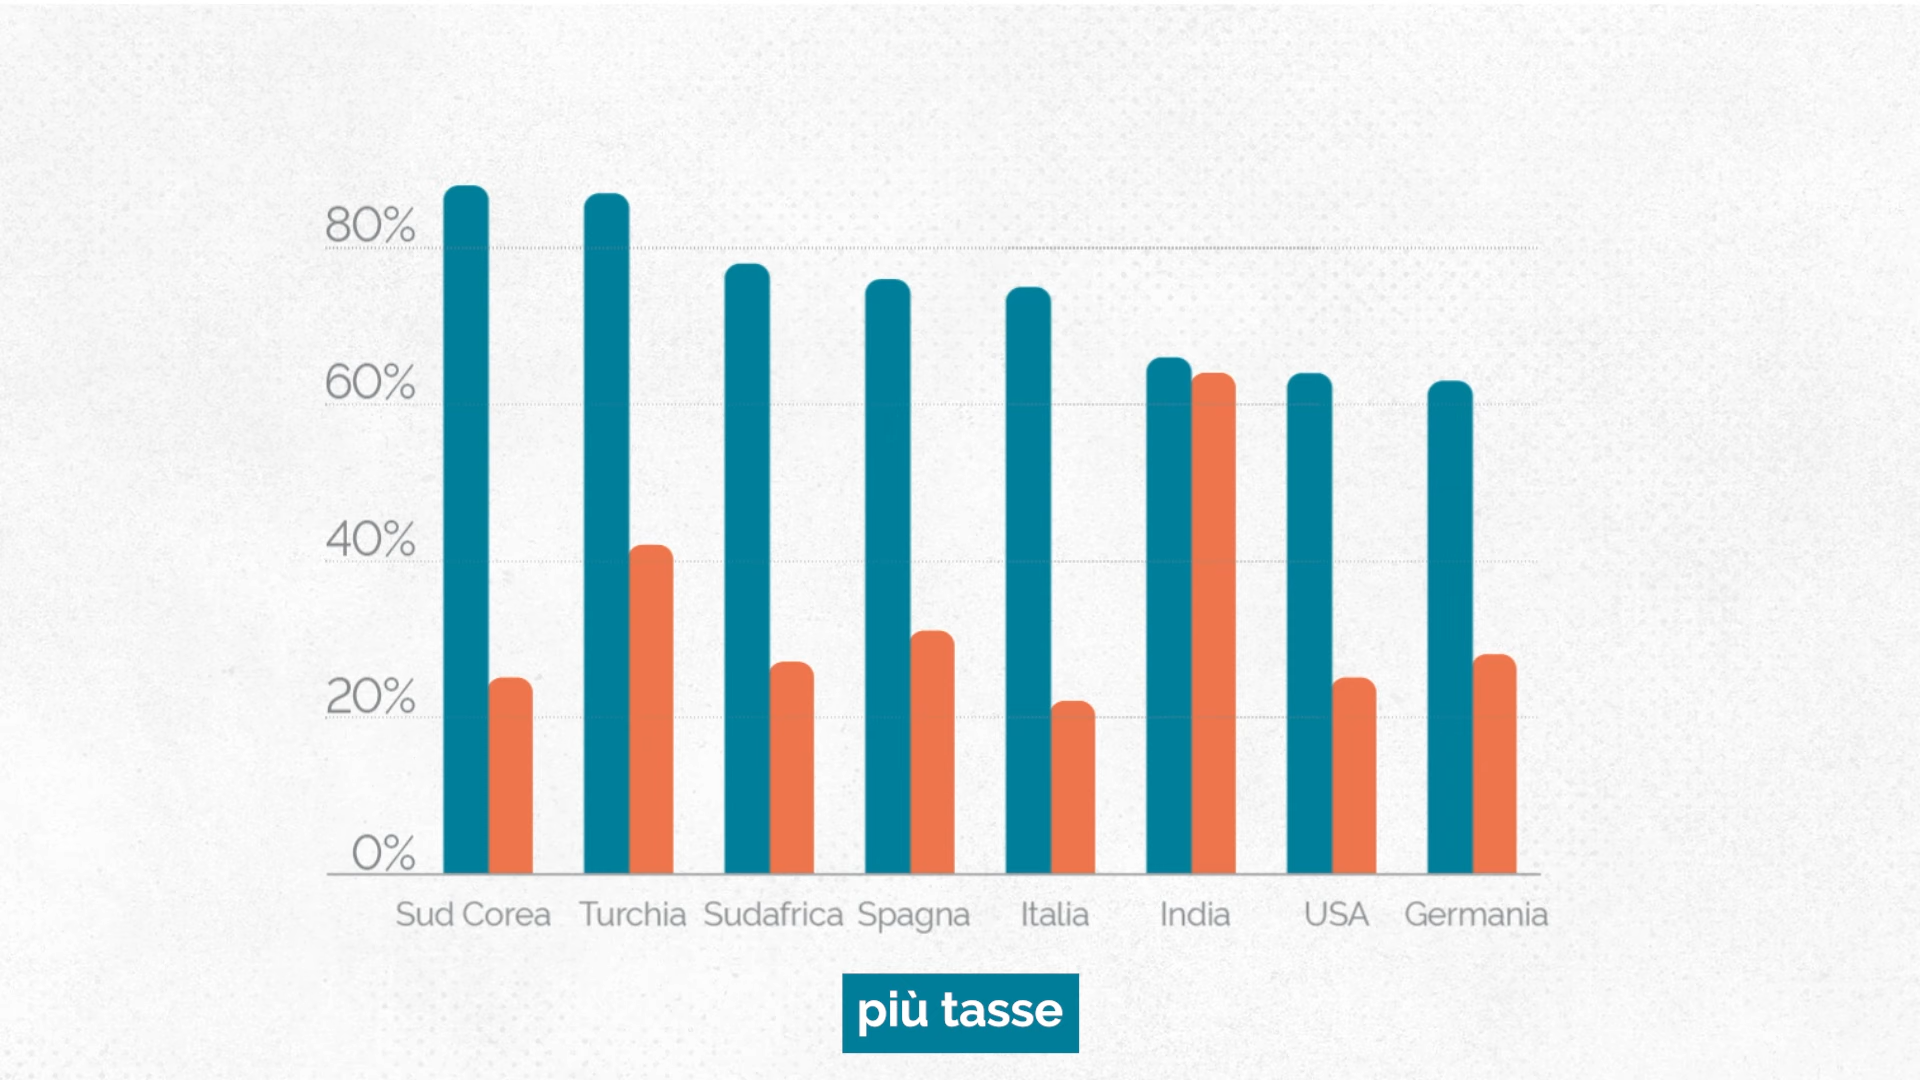 80%
60%
40%
20%
0%
Sud Corea Turchia Sudafrica Spagna Italia India USA Germania
più tasse